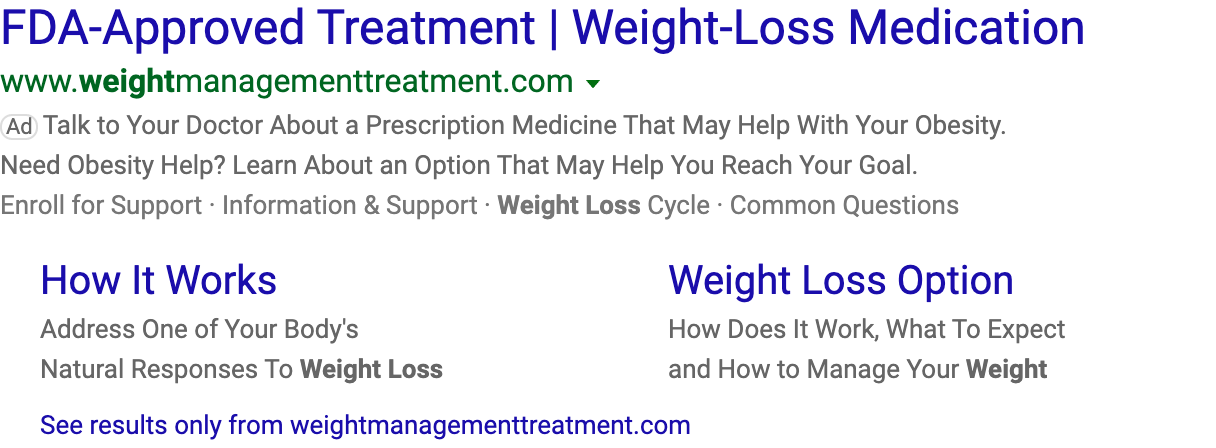 FDA-Approved Treatment | Weight-Loss Medication
www.weightmanagementtreatment.com
Ad Talk to Your Doctor About a Prescription Medicine That May Help With Your Obesity.
Need Obesity Help? Learn About an Option That May Help You Reach Your Goal.
Enroll for Support · Information & Support · Weight Loss Cycle · Common Questions
How It Works
Address One of Your Body's
Natural Responses To Weight Loss
Weight Loss Option
How Does It Work, What To Expect
and How to Manage Your Weight
See results only from weightmanagementtreatment.com